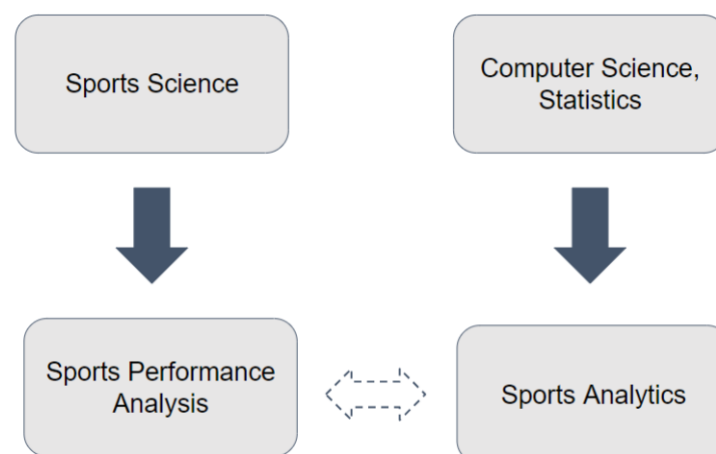 Sports Science
Computer Science,
Statistics
Sports Performance
Analysis
Sports Analytics